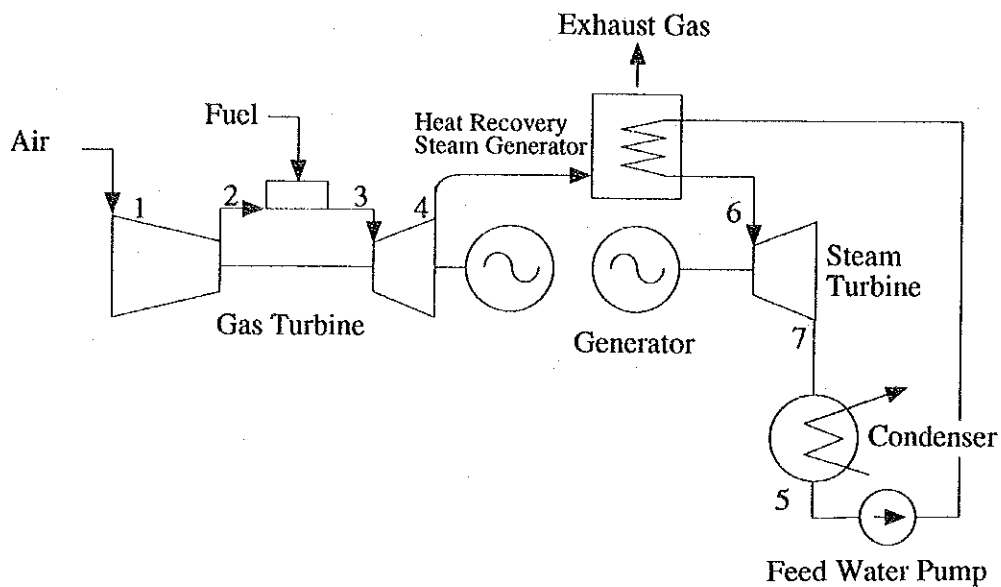 Exhaust Gas
Fuel
Heat Recovery
Steam Generator
Air
1
2
3
4
6
Steam
Turbine
Gas Turbine
Generator
7
Condenser
5
Feed Water Pump